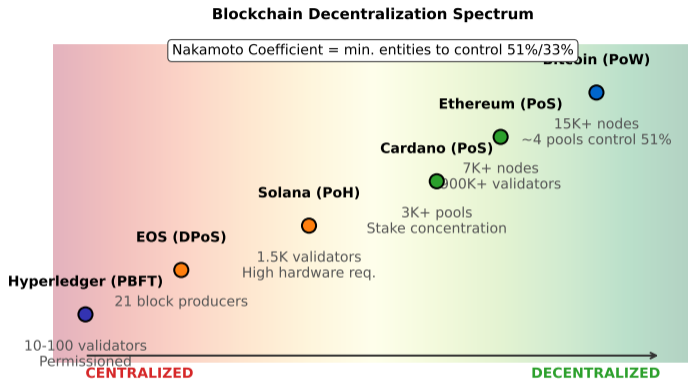 Blockchain Decentralization Spectrum
Nakamoto Coefficient = min. entities to control 51%/33%
Bitcoin (PoW)
15K+ nodes
~4 pools control 51%
Ethereum (PoS)
7K+ nodes
900K+ validators
Cardano (PoS)
3K+ pools
Stake concentration
Solana (PoH)
1.5K validators
High hardware req.
EOS (DPoS)
21 block producers
Hyperledger (PBFT)
10-100 validators
Permissioned
CENTRALIZED
DECENTRALIZED